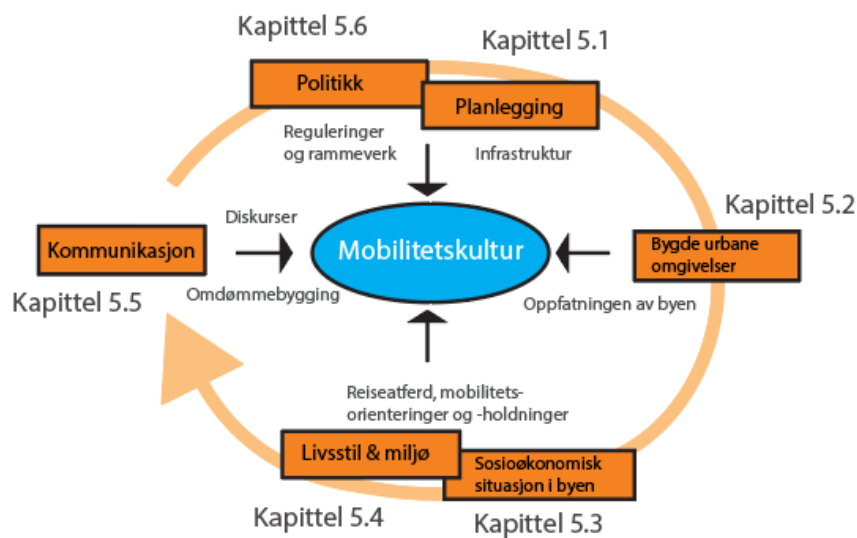 Kapittel 5.6
Kapittel 5.1
Politikk
Planlegging
Reguleringer
og rammeverk
Infrastruktur
Kapittel 5.2
Diskurser
Kommunikasjon
Mobilitetskultur
Bygde urbane
omgivelser
Omdømmebygging
Oppfatningen av byen
Kapittel 5.5
Reiseatferd, mobilitets-
orienteringer og -holdninger
Livsstil & miljø
Sosioøkonomisk
situasjon i byen
Kapittel 5.4
Kapittel 5.3